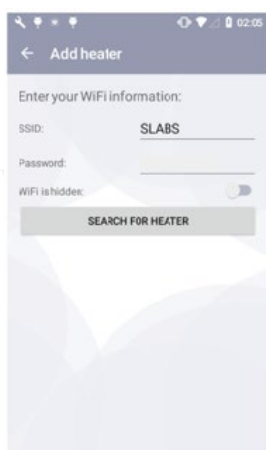 02:05
Add heater
Enter your WiFi information:
SSID: SLABS
Password:
WiFi is hidden:
SEARCH FOR HEATER